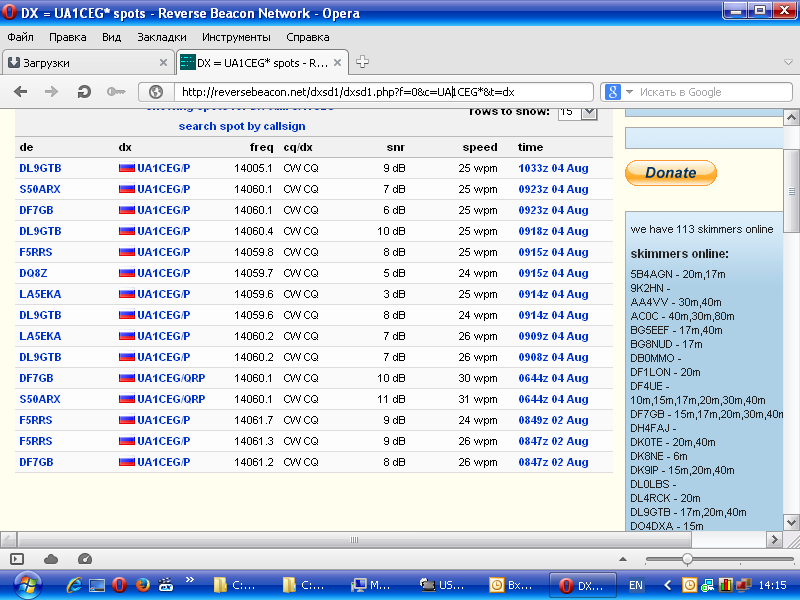 DX = UA1CEG* spots - Reverse Beacon Network - Opera
Файл Правка Вид Закладки Инструменты Справка
Загрузки
DX = UA1CEG* spots - R...
http://reversebeacon.net/dxsd1/dxsd1.php?f=0&c=UA1CEG*&t=dx
Искать в Google
rows to show: 15
search spot by callsign
de dx freq cq/dx snr speed time
DL9GTB UA1CEG/P 14005.1 CW CQ 9 dB 25 wpm 1033z 04 Aug
S50ARX UA1CEG/P 14060.1 CW CQ 7 dB 25 wpm 0923z 04 Aug
DF7GB UA1CEG/P 14060.1 CW CQ 6 dB 25 wpm 0923z 04 Aug
DL9GTB UA1CEG/P 14060.4 CW CQ 10 dB 25 wpm 0918z 04 Aug
F5RRS UA1CEG/P 14059.8 CW CQ 8 dB 25 wpm 0915z 04 Aug
DQ8Z UA1CEG/P 14059.7 CW CQ 5 dB 24 wpm 0915z 04 Aug
LA5EKA UA1CEG/P 14059.6 CW CQ 3 dB 25 wpm 0914z 04 Aug
DL9GTB UA1CEG/P 14059.6 CW CQ 8 dB 24 wpm 0914z 04 Aug
LA5EKA UA1CEG/P 14060.2 CW CQ 7 dB 26 wpm 0909z 04 Aug
DL9GTB UA1CEG/P 14060.2 CW CQ 7 dB 26 wpm 0908z 04 Aug
DF7GB UA1CEG/QRP 14060.1 CW CQ 10 dB 30 wpm 0644z 04 Aug
S50ARX UA1CEG/QRP 14060.1 CW CQ 11 dB 31 wpm 0644z 04 Aug
F5RRS UA1CEG/P 14061.7 CW CQ 9 dB 24 wpm 0849z 02 Aug
F5RRS UA1CEG/P 14061.3 CW CQ 9 dB 26 wpm 0847z 02 Aug
DF7GB UA1CEG/P 14061.2 CW CQ 8 dB 26 wpm 0847z 02 Aug
Donate
we have 113 skimmers online
skimmers online:
5B4AGN - 20m,17m
9K2HN -
AA4VV - 30m,40m
AC0C - 40m,30m,80m
BG5EEF - 17m,40m
BG8NUD - 17m
DB0MMO -
DF1LON - 20m
DF4UE -
10m,15m,17m,20m,30m,40m
DF7GB - 15m,17m,20m,30m,40m
DH4FAJ -
DK0TE - 20m,40m
DK8NE - 6m
DK9IP - 15m,20m,40m
DL0LBS -
DL4RCK - 20m
DL9GTB - 17m,20m,40m
DO4DXA - 15m
C:... C:... M... US... Вх... DX... EN 14:15